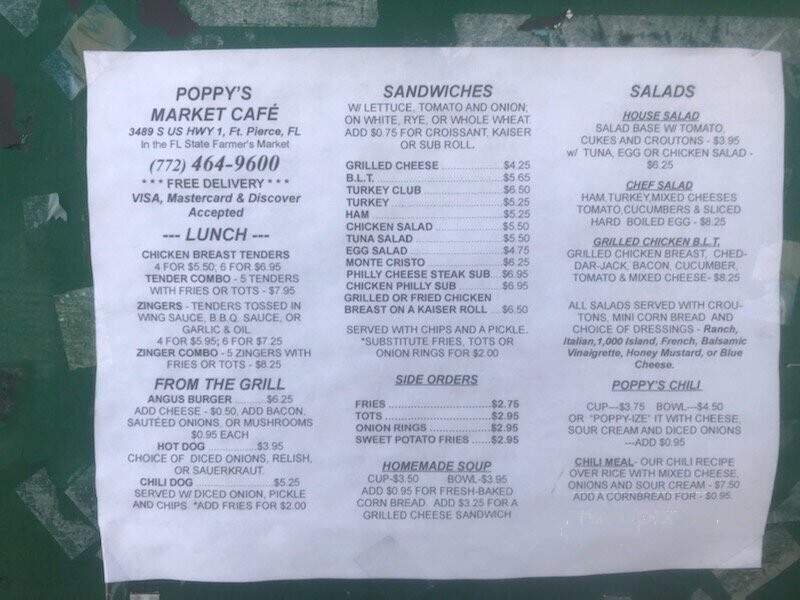 POPPY'S
MARKET CAFÉ
3489 S US HWY 1, Ft. Pierce, FL
In the FL State Farmer's Market
(772) 464-9600
*** FREE DELIVERY ***
VISA, Mastercard & Discover
Accepted
--- LUNCH ---
CHICKEN BREAST TENDERS
4 FOR $5.50; 6 FOR $6.95
TENDER COMBO - 5 TENDERS
WITH FRIES OR TOTS - $7.95
ZINGERS - TENDERS TOSSED IN
WING SAUCE, B.B.Q. SAUCE, OR
GARLIC & OIL
4 FOR $5.95; 6 FOR $7.25
ZINGER COMBO - 5 ZINGERS WITH
FRIES OR TOTS - $8.25
FROM THE GRILL
ANGUS BURGER ..............$6.25
ADD CHEESE - $0.50, ADD BACON,
SAUTÉED ONIONS, OR MUSHROOMS
$0.95 EACH
HOT DOG ..............$3.95
CHOICE OF DICED ONIONS, RELISH,
OR SAUERKRAUT.
CHILI DOG ..............$5.25
SERVED W/ DICED ONION, PICKLE
AND CHIPS. *ADD FRIES FOR $2.00
SANDWICHES
W/ LETTUCE, TOMATO AND ONION;
ON WHITE, RYE, OR WHOLE WHEAT.
ADD $0.75 FOR CROISSANT, KAISER
OR SUB ROLL.
GRILLED CHEESE ..............$4.25
B.L.T. ..............$5.65
TURKEY CLUB ..............$6.50
TURKEY ..............$5.25
HAM ..............$5.25
CHICKEN SALAD ..............$5.50
TUNA SALAD ..............$5.50
EGG SALAD ..............$4.75
MONTE CRISTO ..............$6.25
PHILLY CHEESE STEAK SUB...$6.95
CHICKEN PHILLY SUB ..............$6.95
GRILLED OR FRIED CHICKEN
BREAST ON A KAISER ROLL ...$6.50
SERVED WITH CHIPS AND A PICKLE.
*SUBSTITUTE FRIES, TOTS OR
ONION RINGS FOR $2.00
SIDE ORDERS
FRIES ..............$2.75
TOTS ..............$2.95
ONION RINGS ..............$2.95
SWEET POTATO FRIES ......$2.95
HOMEMADE SOUP
CUP-$3.50 BOWL-$3.95
ADD $0.95 FOR FRESH-BAKED
CORN BREAD. ADD $3.25 FOR A
GRILLED CHEESE SANDWICH
SALADS
HOUSE SALAD
SALAD BASE W/ TOMATO,
CUKES AND CROUTONS - $3.95
w/ TUNA, EGG OR CHICKEN SALAD -
$6.25
CHEF SALAD
HAM,TURKEY,MIXED CHEESES
TOMATO,CUCUMBERS & SLICED
HARD BOILED EGG - $8.25
GRILLED CHICKEN B.L.T.
GRILLED CHICKEN BREAST, CHED-
DAR-JACK, BACON, CUCUMBER,
TOMATO & MIXED CHEESE- $8.25
ALL SALADS SERVED WITH CROU-
TONS, MINI CORN BREAD AND
CHOICE OF DRESSINGS - Ranch,
Italian,1,000 Island, French, Balsamic
Vinaigrette, Honey Mustard, or Blue
Cheese.
POPPY'S CHILI
CUP---$3.75 BOWL---$4.50
OR "POPPY-IZE" IT WITH CHEESE,
SOUR CREAM AND DICED ONIONS
---ADD $0.95
CHILI MEAL- OUR CHILI RECIPE
OVER RICE WITH MIXED CHEESE,
ONIONS AND SOUR CREAM - $7.50
ADD A CORNBREAD FOR - $0.95